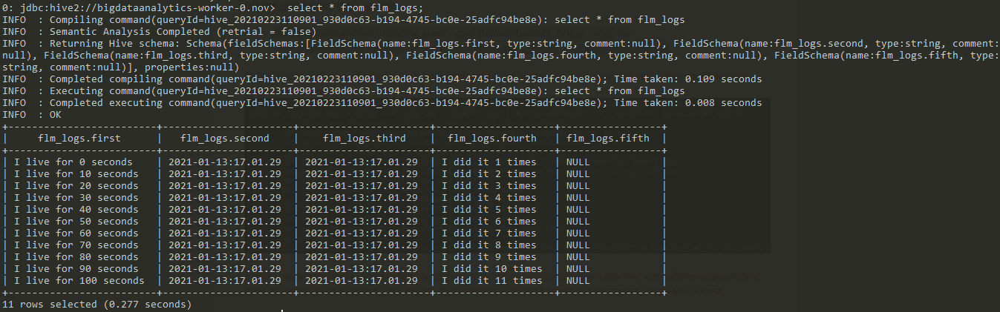 0: jdbc:hive2://bigdataanalytics-worker-0.nov>  select * from flm_logs;
INFO  : Compiling command(queryId=hive_20210223110901_930d0c63-b194-4745-bc0e-25adfc94be8e): select * from flm_logs
INFO  : Semantic Analysis Completed (retrial = false)
INFO  : Returning Hive schema: Schema(fieldSchemas:[FieldSchema(name:flm_logs.first, type:string, comment:null), FieldSchema(name:flm_logs.second, type:string, comment:
null), FieldSchema(name:flm_logs.third, type:string, comment:null), FieldSchema(name:flm_logs.fourth, type:string, comment:null), FieldSchema(name:flm_logs.fifth, type:
string, comment:null)], properties:null)
INFO  : Completed compiling command(queryId=hive_20210223110901_930d0c63-b194-4745-bc0e-25adfc94be8e); Time taken: 0.109 seconds
INFO  : Executing command(queryId=hive_20210223110901_930d0c63-b194-4745-bc0e-25adfc94be8e): select * from flm_logs
INFO  : Completed executing command(queryId=hive_20210223110901_930d0c63-b194-4745-bc0e-25adfc94be8e); Time taken: 0.008 seconds
INFO  : OK
+-------------------------+----------------------+----------------------+--------------------+-----------------+
|     flm_logs.first      |   flm_logs.second    |    flm_logs.third    |  flm_logs.fourth   | flm_logs.fifth  |
+-------------------------+----------------------+----------------------+--------------------+-----------------+
| I live for 0 seconds    | 2021-01-13:17.01.29  | 2021-01-13:17.01.29  | I did it 1 times   | NULL            |
| I live for 10 seconds   | 2021-01-13:17.01.29  | 2021-01-13:17.01.29  | I did it 2 times   | NULL            |
| I live for 20 seconds   | 2021-01-13:17.01.29  | 2021-01-13:17.01.29  | I did it 3 times   | NULL            |
| I live for 30 seconds   | 2021-01-13:17.01.29  | 2021-01-13:17.01.29  | I did it 4 times   | NULL            |
| I live for 40 seconds   | 2021-01-13:17.01.29  | 2021-01-13:17.01.29  | I did it 5 times   | NULL            |
| I live for 50 seconds   | 2021-01-13:17.01.29  | 2021-01-13:17.01.29  | I did it 6 times   | NULL            |
| I live for 60 seconds   | 2021-01-13:17.01.29  | 2021-01-13:17.01.29  | I did it 7 times   | NULL            |
| I live for 70 seconds   | 2021-01-13:17.01.29  | 2021-01-13:17.01.29  | I did it 8 times   | NULL            |
| I live for 80 seconds   | 2021-01-13:17.01.29  | 2021-01-13:17.01.29  | I did it 9 times   | NULL            |
| I live for 90 seconds   | 2021-01-13:17.01.29  | 2021-01-13:17.01.29  | I did it 10 times  | NULL            |
| I live for 100 seconds  | 2021-01-13:17.01.29  | 2021-01-13:17.01.29  | I did it 11 times  | NULL            |
+-------------------------+----------------------+----------------------+--------------------+-----------------+
11 rows selected (0.277 seconds)